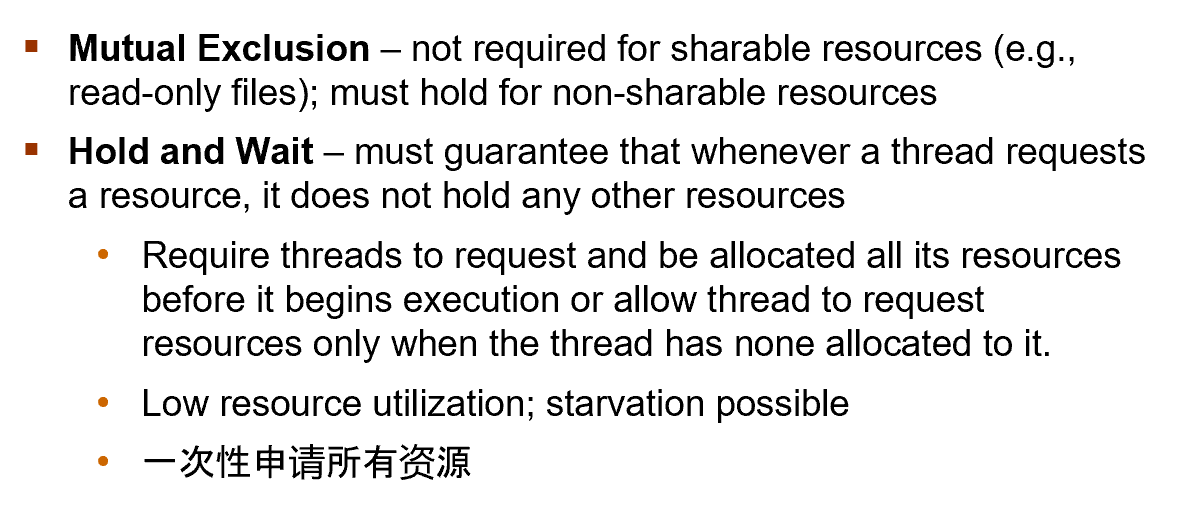 ▪ Mutual Exclusion – not required for sharable resources (e.g.,
read-only files); must hold for non-sharable resources
▪ Hold and Wait – must guarantee that whenever a thread requests
a resource, it does not hold any other resources
• Require threads to request and be allocated all its resources
before it begins execution or allow thread to request
resources only when the thread has none allocated to it.
• Low resource utilization; starvation possible
• 一次性申请所有资源